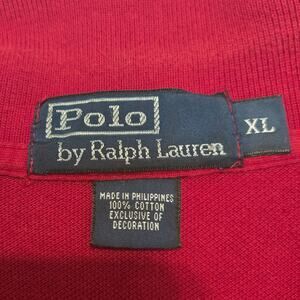 Polo
by Ralph Lauren
XL
MADE IN PHILIPPINES
100% COTTON
EXCLUSIVE OF
DECORATION